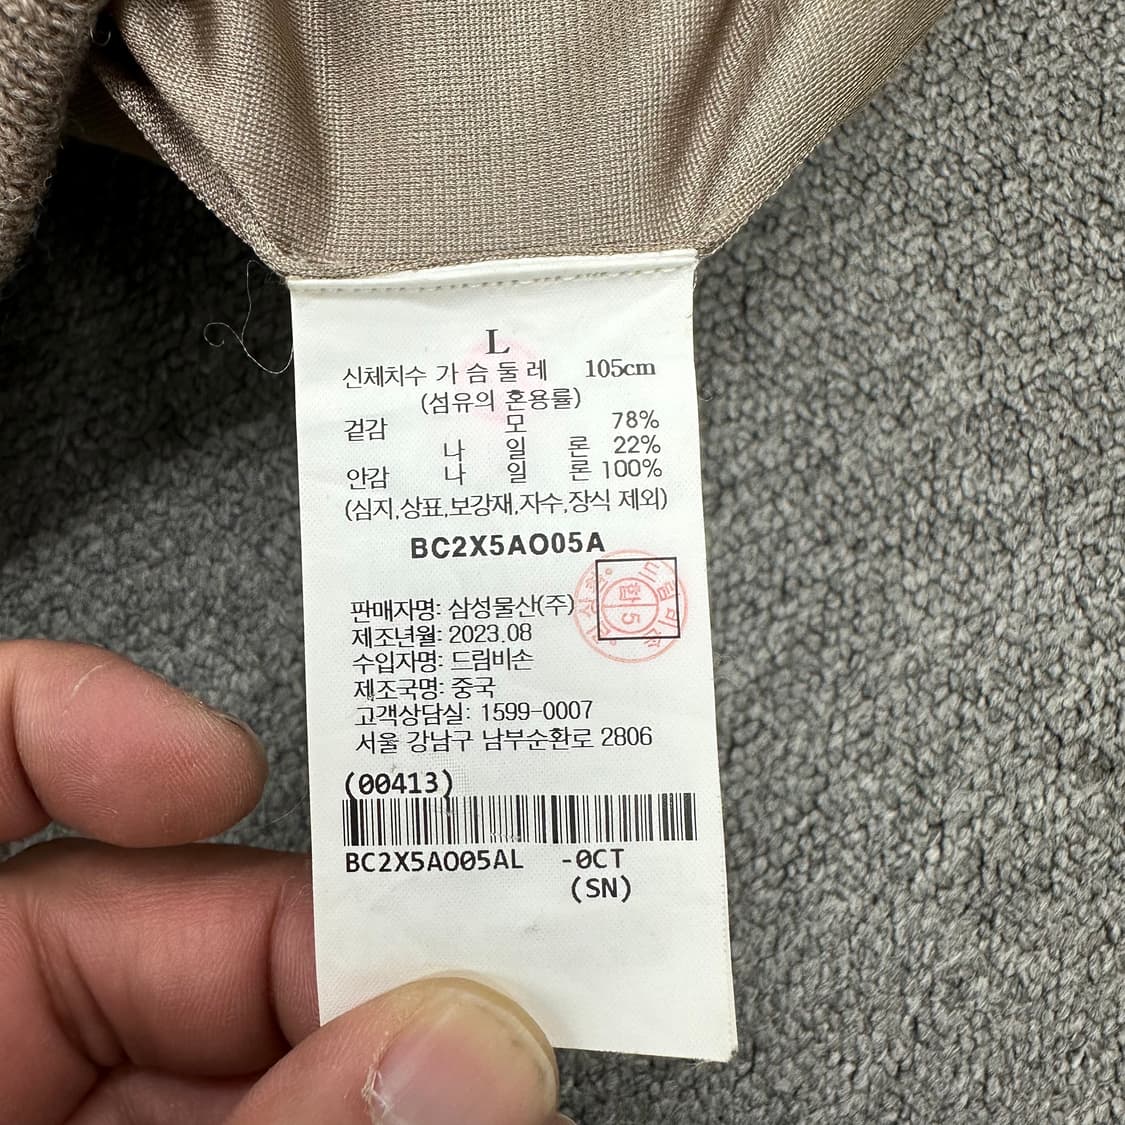 L
신체치수 가슴둘레 105cm
(섬유의 혼용률)
겉감 모 78%
나 일 론 22%
안감 나 일 론 100%
(심지,상표,보강재,자수,장식 제외)
BC2X5AO05A
판매자명: 삼성물산(주)
제조년월: 2023.08
수입자명: 드림비손
제조국명: 중국
고객상담실: 1599-0007
서울 강남구 남부순환로 2806
(00413)
BC2X5AO05AL -0CT
(SN)